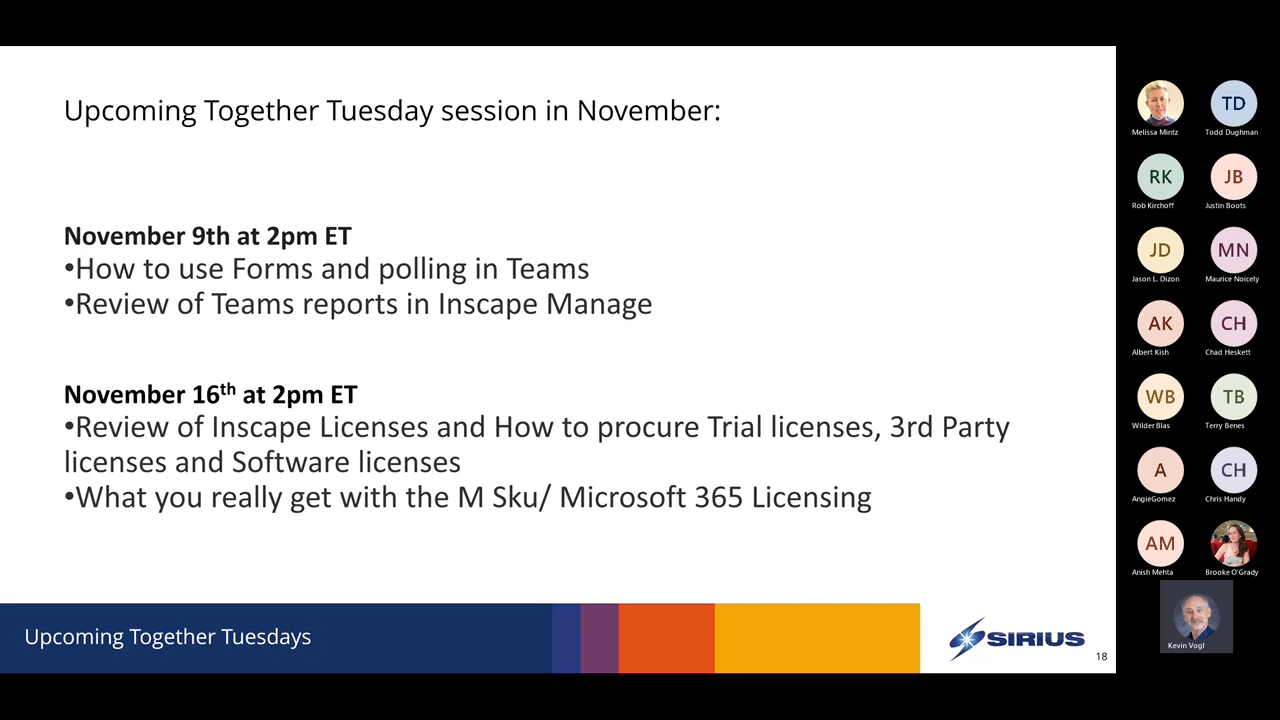 Upcoming Together Tuesday session in November:
November 9th at 2pm ET
•How to use Forms and polling in Teams
•Review of Teams reports in Inscape Manage
November 16th at 2pm ET
•Review of Inscape Licenses and How to procure Trial licenses, 3rd Party
licenses and Software licenses
•What you really get with the M Sku/ Microsoft 365 Licensing
Upcoming Together Tuesdays
SIRIUS
18
TD
Melissa Mintz
Todd Dughman
RK
JB
Rob Kirchoff
Justin Boots
JD
MN
Jason L. Dizon
Maurice Noicely
AK
CH
Albert Kish
Chad Heskett
WB
TB
Wilder Blas
Terry Benes
A
CH
AngieGomez
Chris Handy
AM
Anish Mehta
Brooke O'Grady
Kevin Vogl